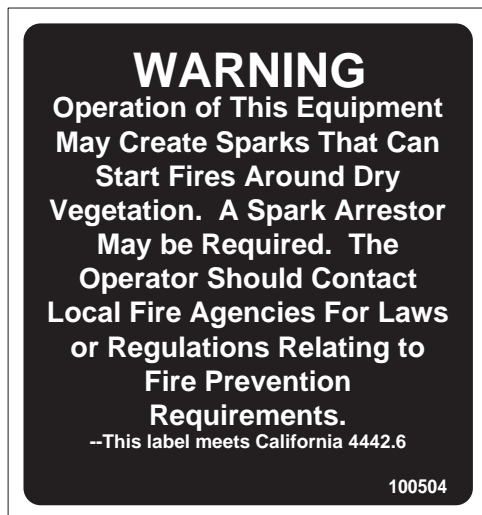 WARNING
Operation of This Equipment
May Create Sparks That Can
Start Fires Around Dry
Vegetation.  A Spark Arrestor
May be Required.  The
Operator Should Contact
Local Fire Agencies For Laws
or Regulations Relating to
Fire Prevention
Requirements.
--This label meets California 4442.6
100504